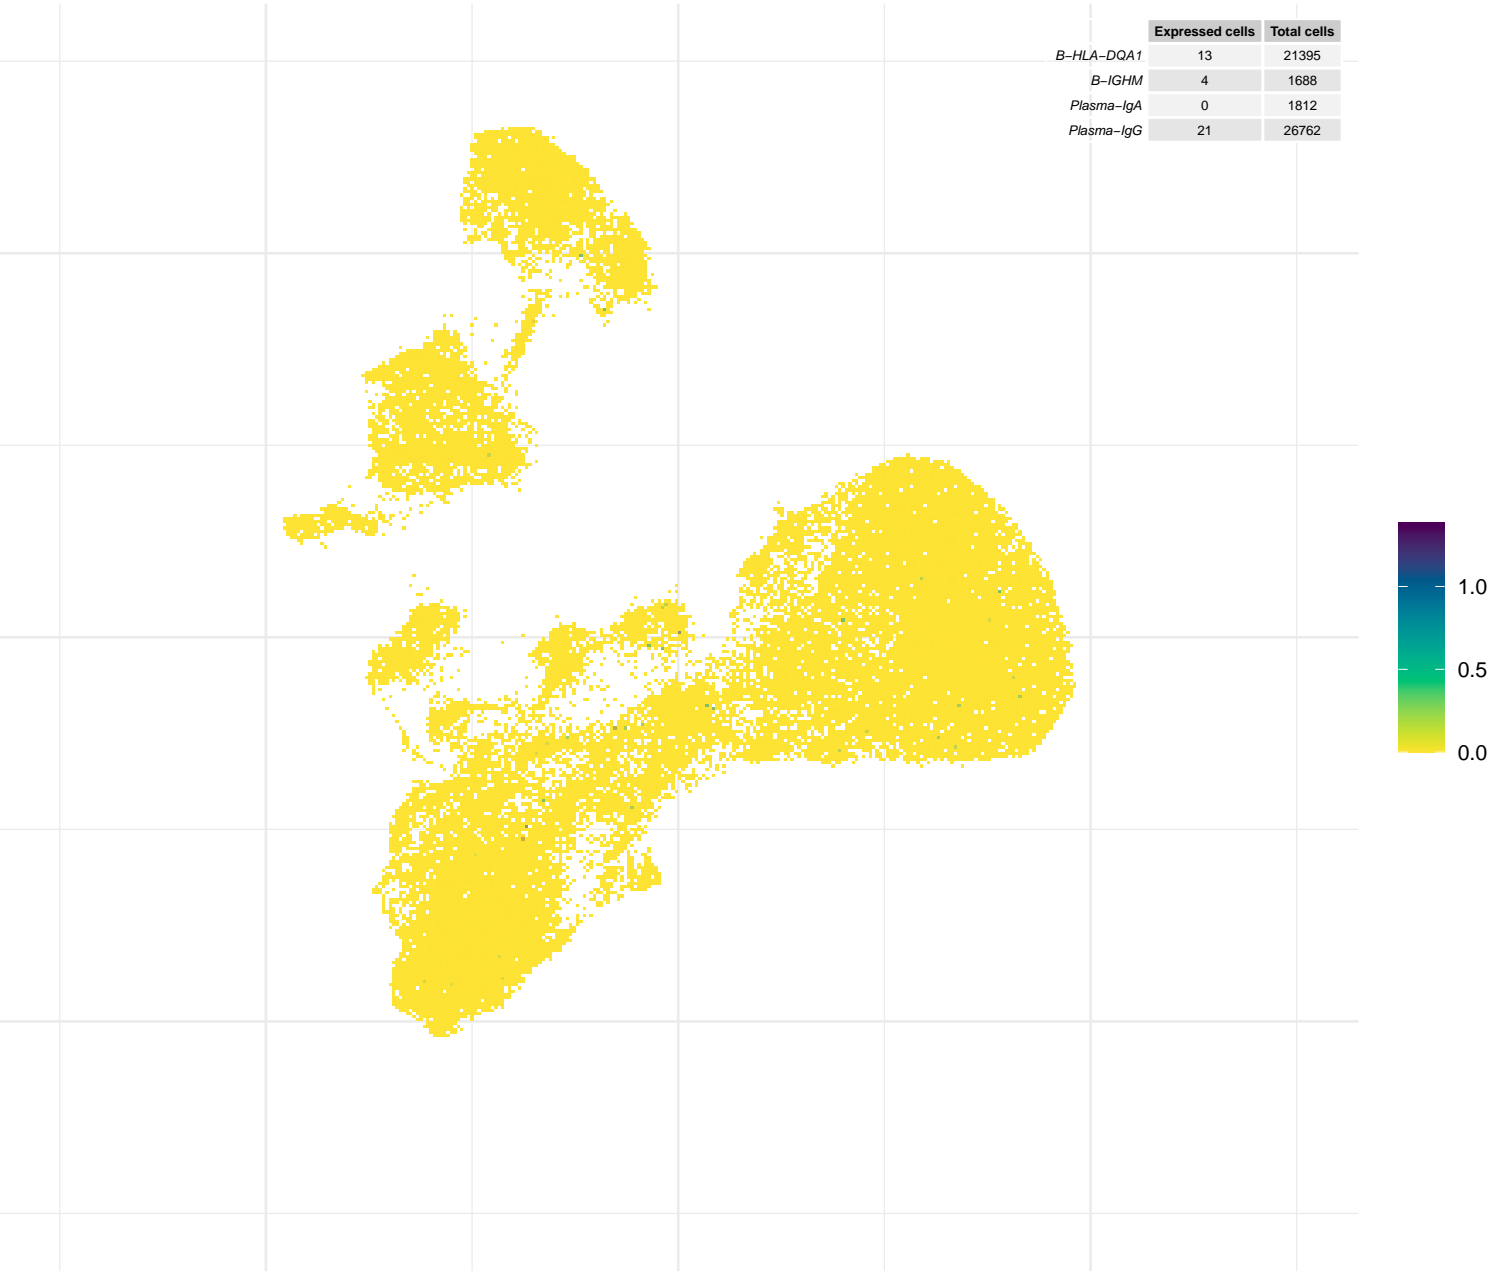 Expressed cells Total cells
B−HLA−DQA1 13 21395
B−IGHM 4 1688
Plasma−IgA 0 1812
Plasma−IgG 21 26762
1.0
0.5
0.0